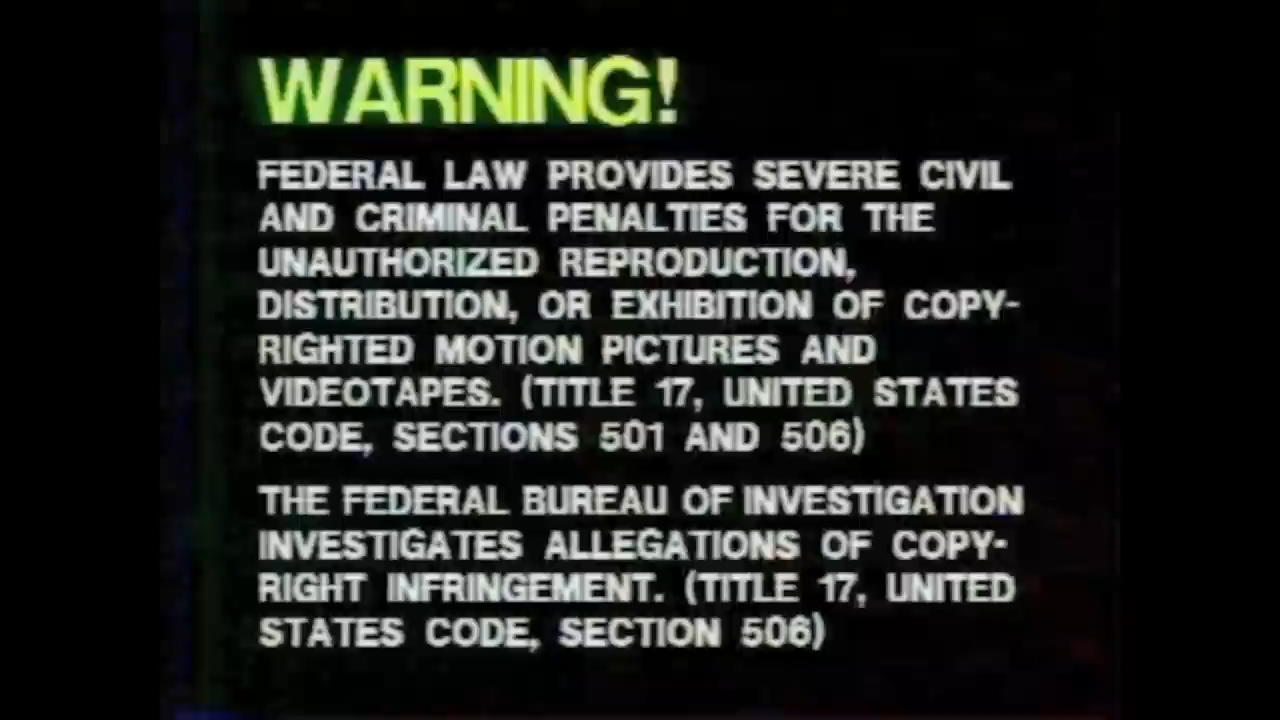 WARNING!
FEDERAL LAW PROVIDES SEVERE CIVIL
AND CRIMINAL PENALTIES FOR THE
UNAUTHORIZED REPRODUCTION,
DISTRIBUTION, OR EXHIBITION OF COPY-
RIGHTED MOTION PICTURES AND
VIDEOTAPES. (TITLE 17, UNITED STATES
CODE, SECTIONS 501 AND 506)
THE FEDERAL BUREAU OF INVESTIGATION
INVESTIGATES ALLEGATIONS OF COPY-
RIGHT INFRINGEMENT. (TITLE 17, UNITED
STATES CODE, SECTION 506)